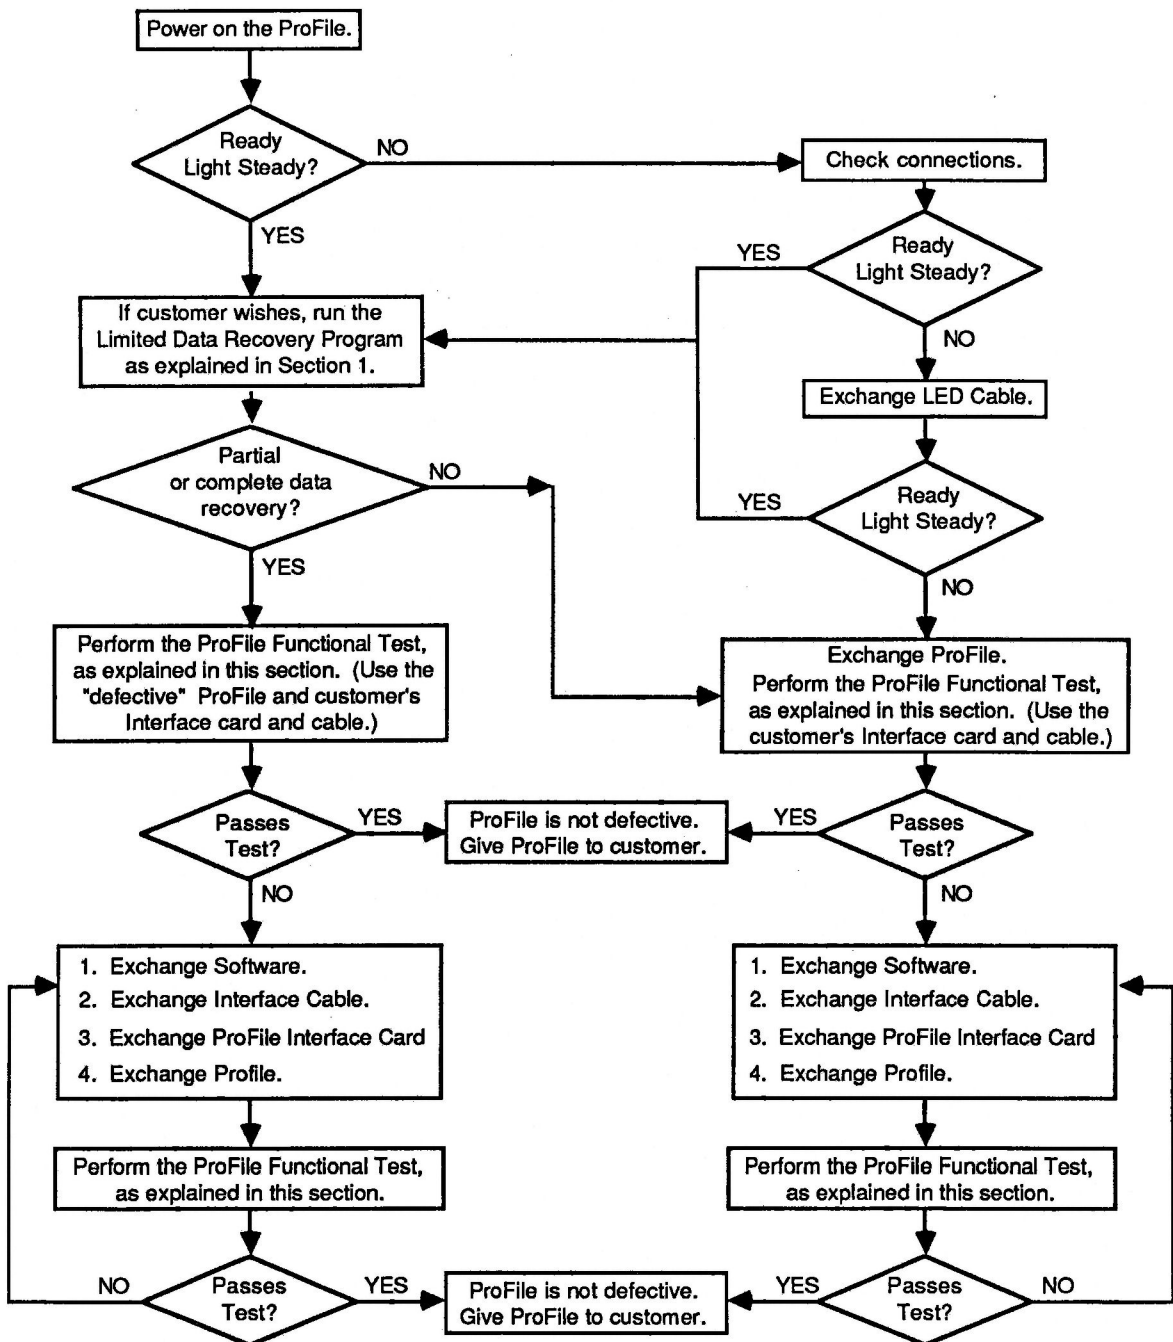 Power on the ProFile.
Ready
Light Steady?
NO
YES
Check connections.
Ready
Light Steady?
YES
NO
If customer wishes, run the
Limited Data Recovery Program
as explained in Section 1.
Exchange LED Cable.
Partial
or complete data
recovery?
NO
YES
Ready
Light Steady?
YES
NO
Perform the ProFile Functional Test,
as explained in this section. (Use the
"defective" ProFile and customer's
Interface card and cable.)
Exchange ProFile.
Perform the ProFile Functional Test,
as explained in this section. (Use the
customer's Interface card and cable.)
Passes
Test?
YES
NO
ProFile is not defective.
Give ProFile to customer.
YES
Passes
Test?
NO
1. Exchange Software.
2. Exchange Interface Cable.
3. Exchange ProFile Interface Card
4. Exchange Profile.
1. Exchange Software.
2. Exchange Interface Cable.
3. Exchange ProFile Interface Card
4. Exchange Profile.
Perform the ProFile Functional Test,
as explained in this section.
Perform the ProFile Functional Test,
as explained in this section.
NO
Passes
Test?
YES
ProFile is not defective.
Give ProFile to customer.
YES
Passes
Test?
NO